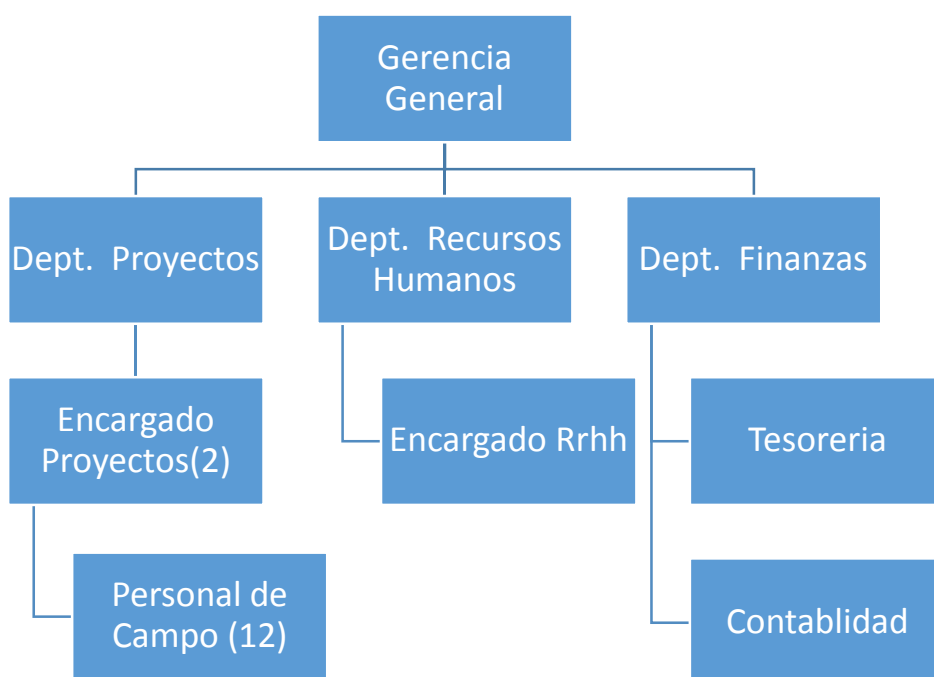 Gerencia
General
Dept. Proyectos
Dept. Recursos
Humanos
Dept. Finanzas
Encargado
Proyectos(2)
Encargado Rrhh
Tesoreria
Personal de
Campo (12)
Contablidad